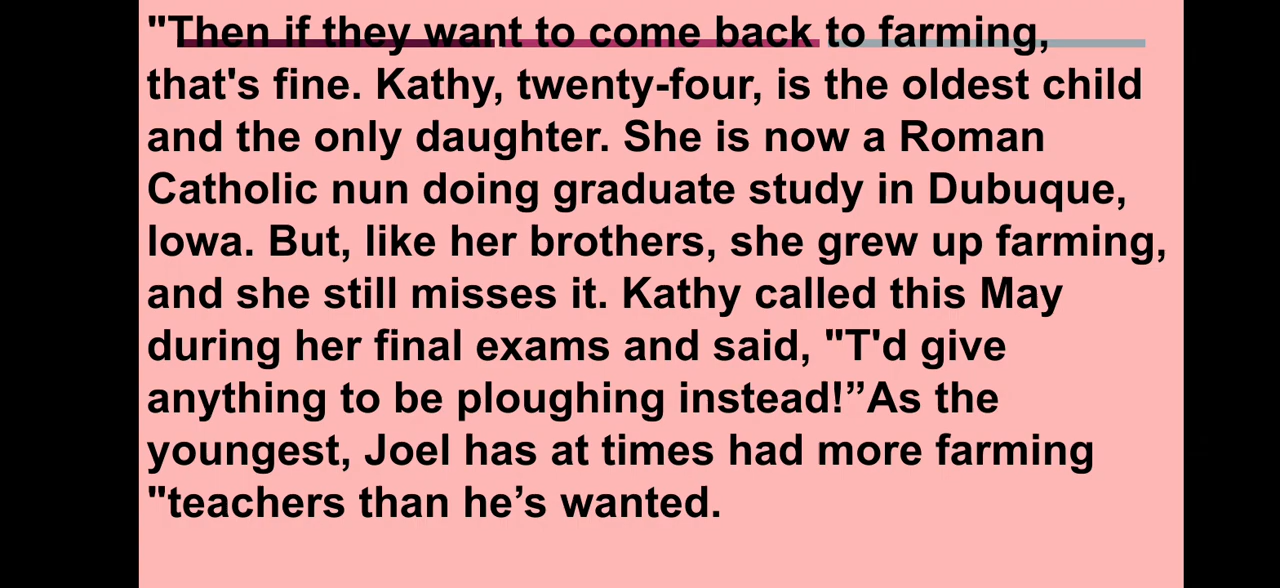 "Then if they want to come back to farming,
that's fine. Kathy, twenty-four, is the oldest child
and the only daughter. She is now a Roman
Catholic nun doing graduate study in Dubuque,
Iowa. But, like her brothers, she grew up farming,
and she still misses it. Kathy called this May
during her final exams and said, "T'd give
anything to be ploughing instead!”As the
youngest, Joel has at times had more farming
"teachers than he’s wanted.